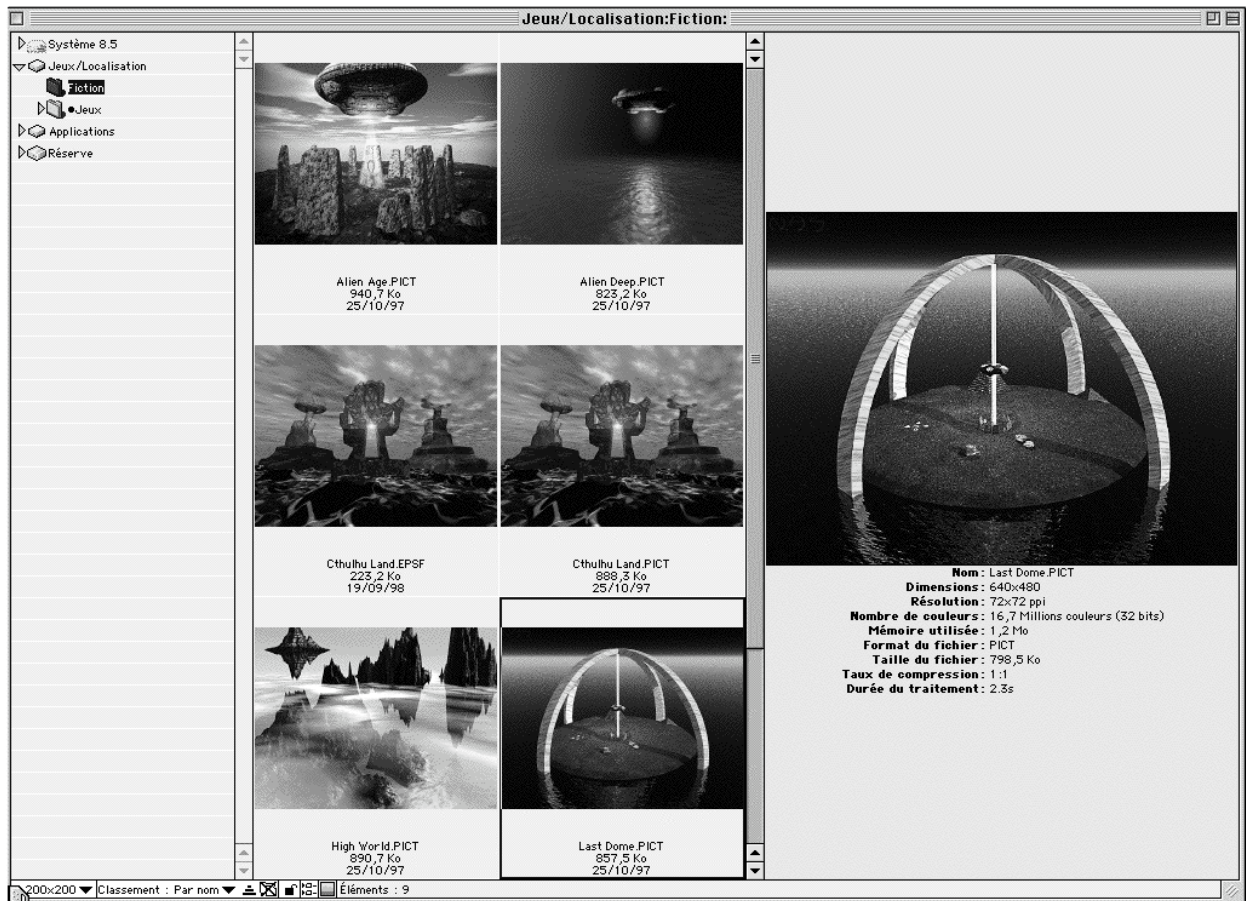 Jeux/Localisation:Fiction:
Système 8.5
Jeux/Localisation
Fiction
●Jeux
Applications
Réserve
Alien Age.PICT
940,7 Ko
25/10/97
Alien Deep.PICT
823,2 Ko
25/10/97
Cthulhu Land.EPSF
223,2 Ko
19/09/98
Cthulhu Land.PICT
888,3 Ko
25/10/97
High World.PICT
890,7 Ko
25/10/97
Last Dome.PICT
857,5 Ko
25/10/97
Nom : Last Dome.PICT
Dimensions : 640x480
Résolution : 72x72 ppi
Nombre de couleurs : 16,7 Millions couleurs (32 bits)
Mémoire utilisée : 1,2 Mo
Format du fichier : PICT
Taille du fichier : 798,5 Ko
Taux de compression : 1:1
Durée du traitement : 2.3s
200x200 Classement : Par nom Éléments : 9